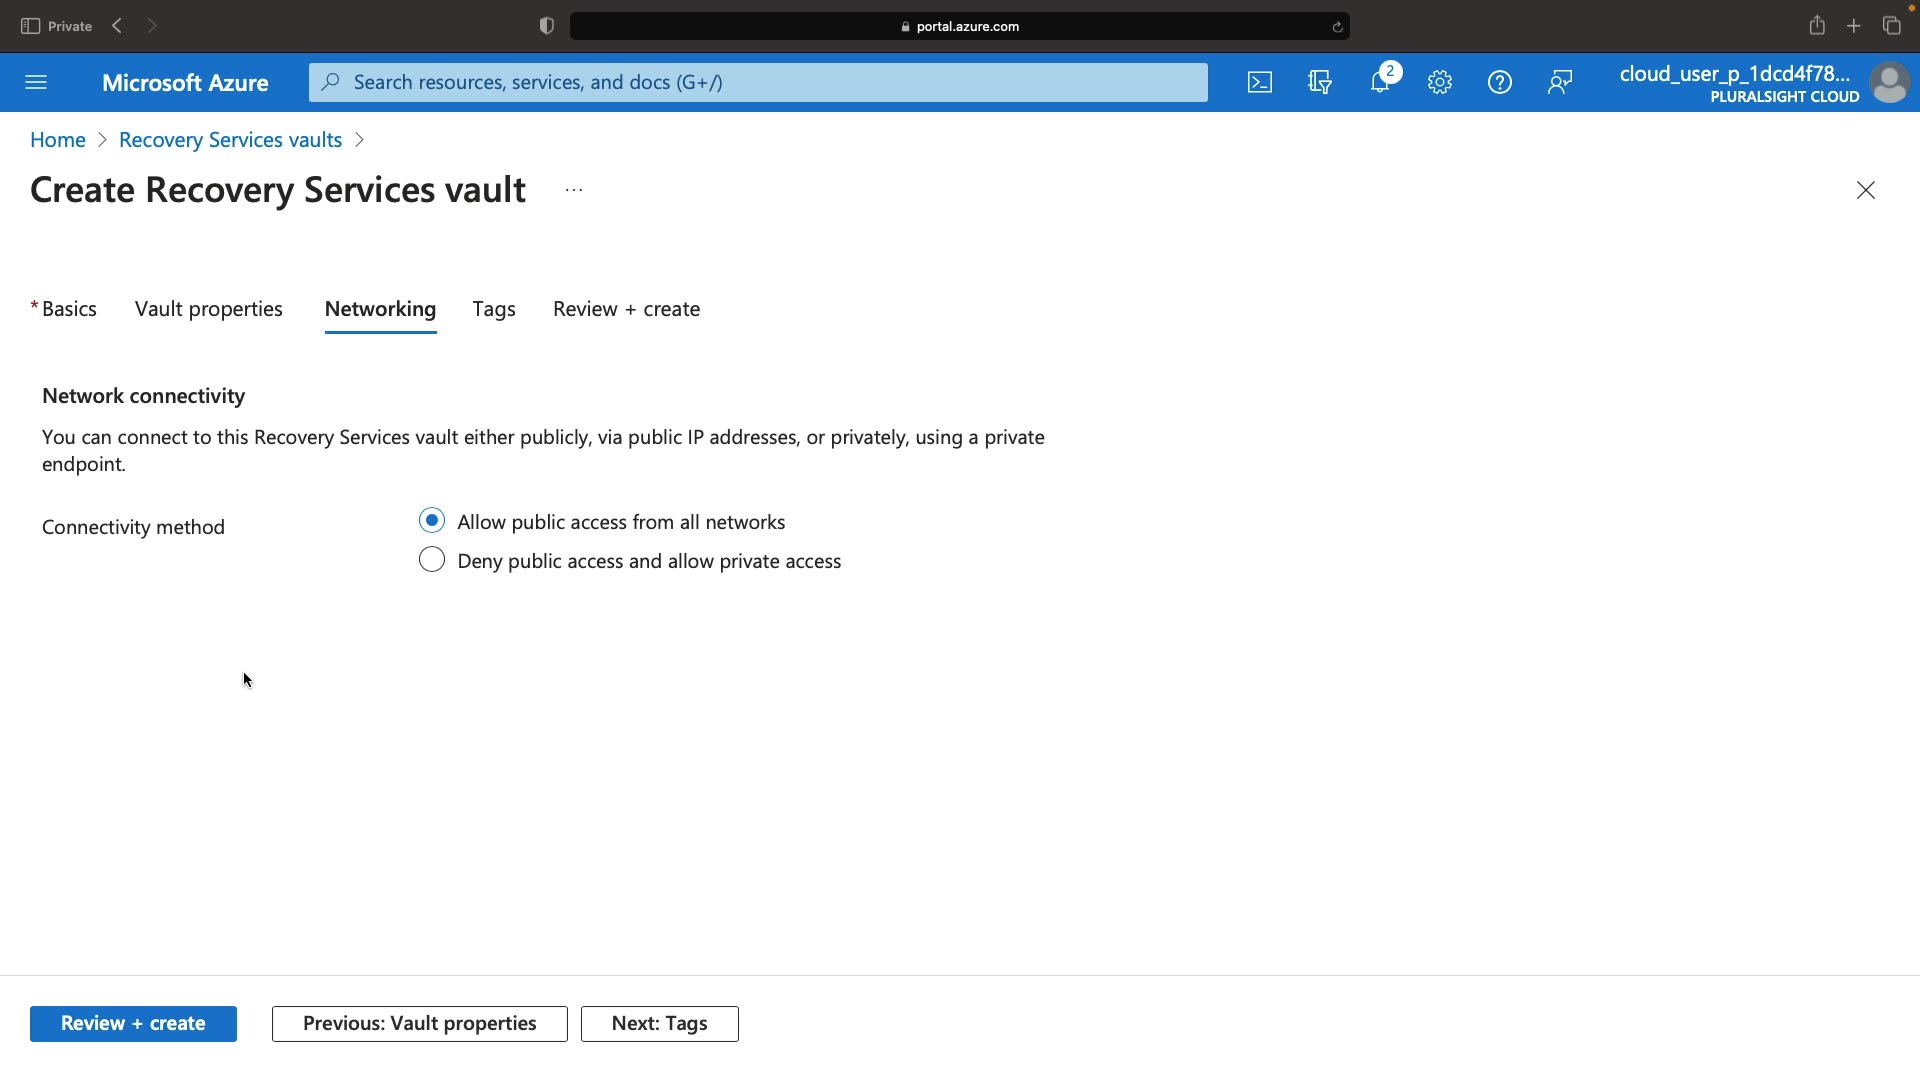 Private
portal.azure.com
Microsoft Azure
Search resources, services, and docs (G+/)
2
cloud_user_p_1dcd4f78...
PLURALSIGHT CLOUD
Home > Recovery Services vaults >
Create Recovery Services vault ...
* Basics Vault properties Networking Tags Review + create
Network connectivity
You can connect to this Recovery Services vault either publicly, via public IP addresses, or privately, using a private
endpoint.
Connectivity method
Allow public access from all networks
Deny public access and allow private access
Review + create Previous: Vault properties Next: Tags